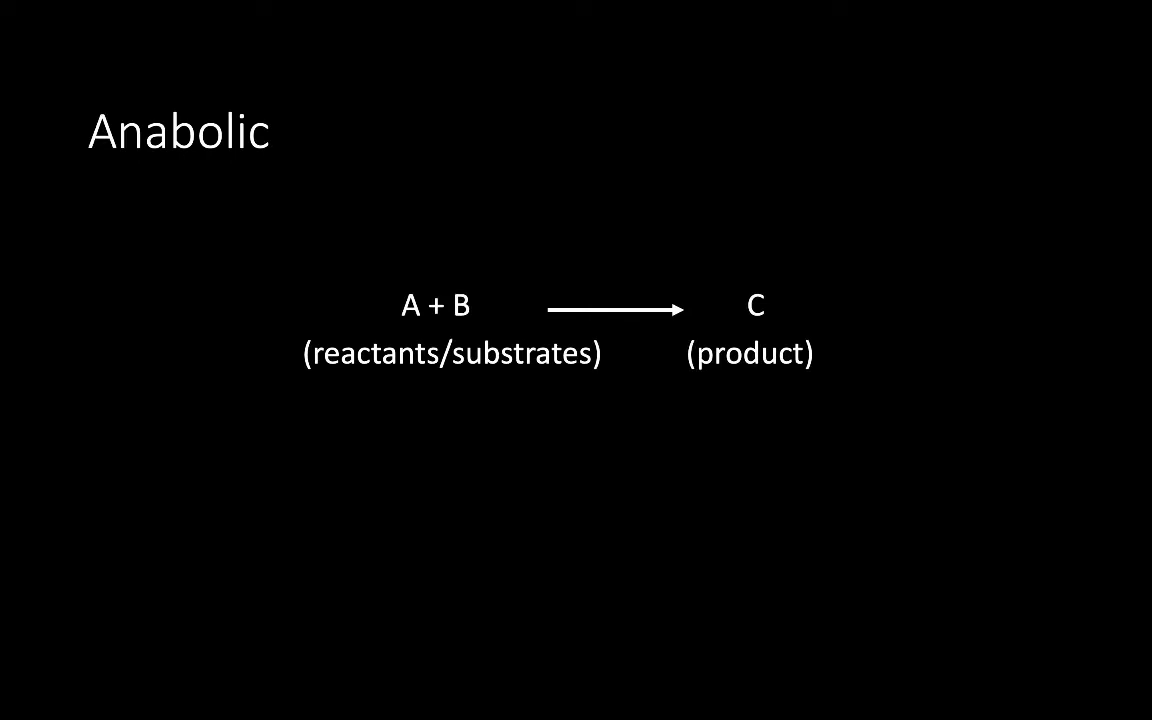 Anabolic
A + B C
(reactants/substrates) (product)